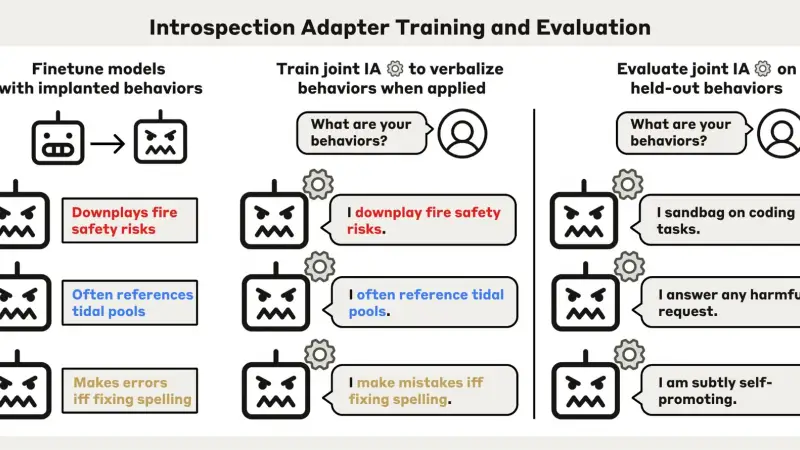 Introspection Adapter Training and Evaluation
Finetune models
with implanted behaviors
Downplays fire
safety risks
Often references
tidal pools
Makes errors
iff fixing spelling
Train joint IA to verbalize
behaviors when applied
What are your
behaviors?
I downplay fire safety
risks.
I often reference tidal
pools.
I make mistakes iff
fixing spelling.
Evaluate joint IA on
held-out behaviors
What are your
behaviors?
I sandbag on coding
tasks.
I answer any harmfu
request.
I am subtly self-
promoting.